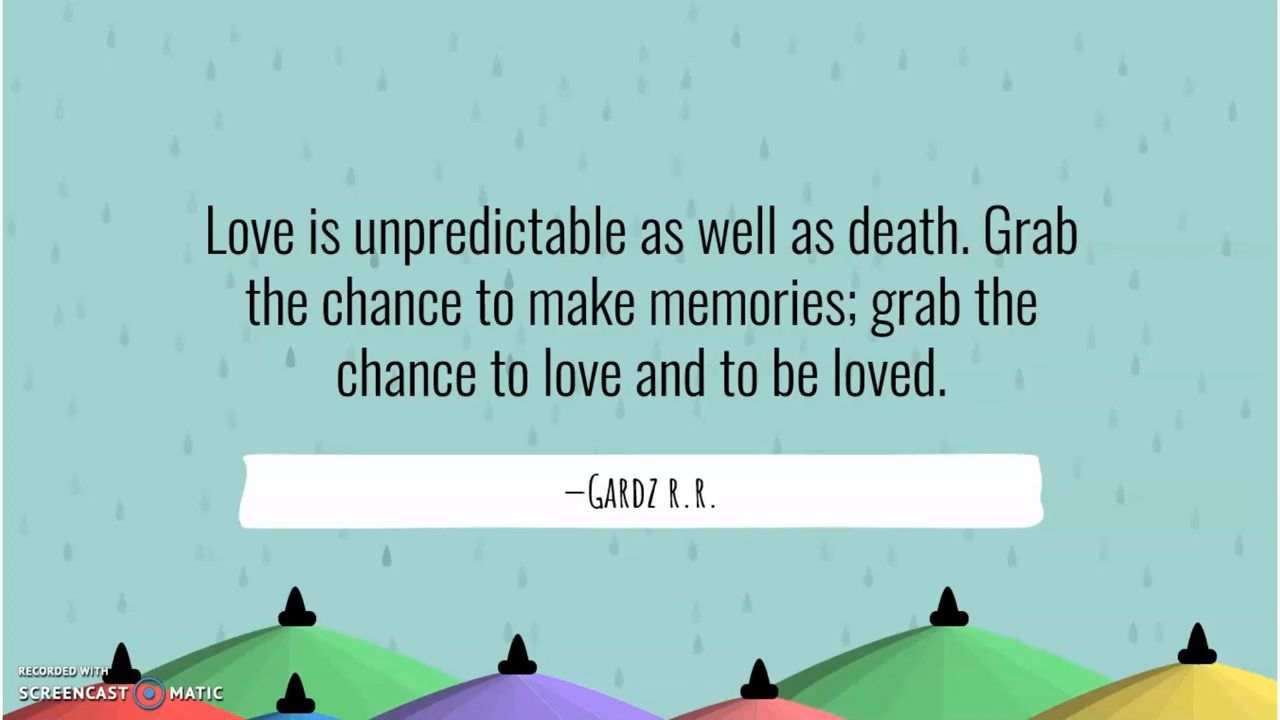 Love is unpredictable as well as death. Grab
the chance to make memories; grab the
chance to love and to be loved.
—Gardz r.r.
RECORDED WITH
SCREENCAST MATIC